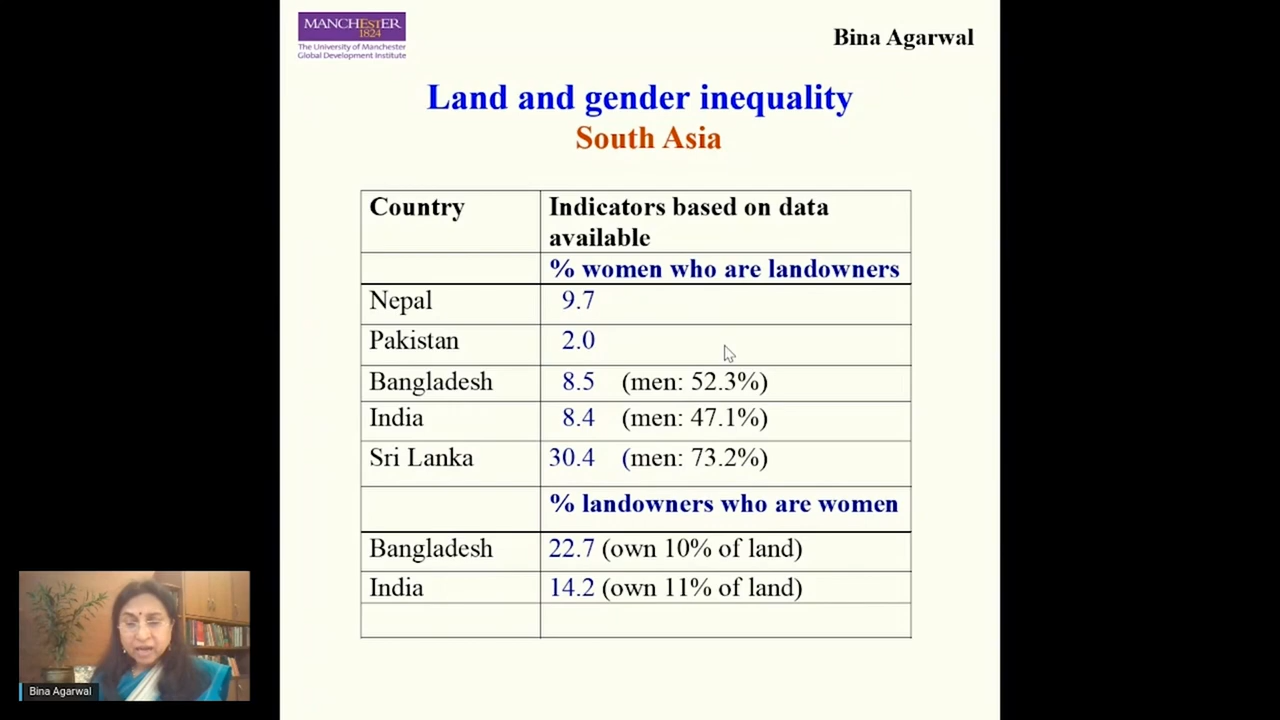 MANCHESTER
1824
The University of Manchester
Global Development Institute
Bina Agarwal
Land and gender inequality
South Asia
Country Indicators based on data
available
% women who are landowners
Nepal 9.7
Pakistan 2.0
Bangladesh 8.5 (men: 52.3%)
India 8.4 (men: 47.1%)
Sri Lanka 30.4 (men: 73.2%)
% landowners who are women
Bangladesh 22.7 (own 10% of land)
India 14.2 (own 11% of land)
Bina Agarwal